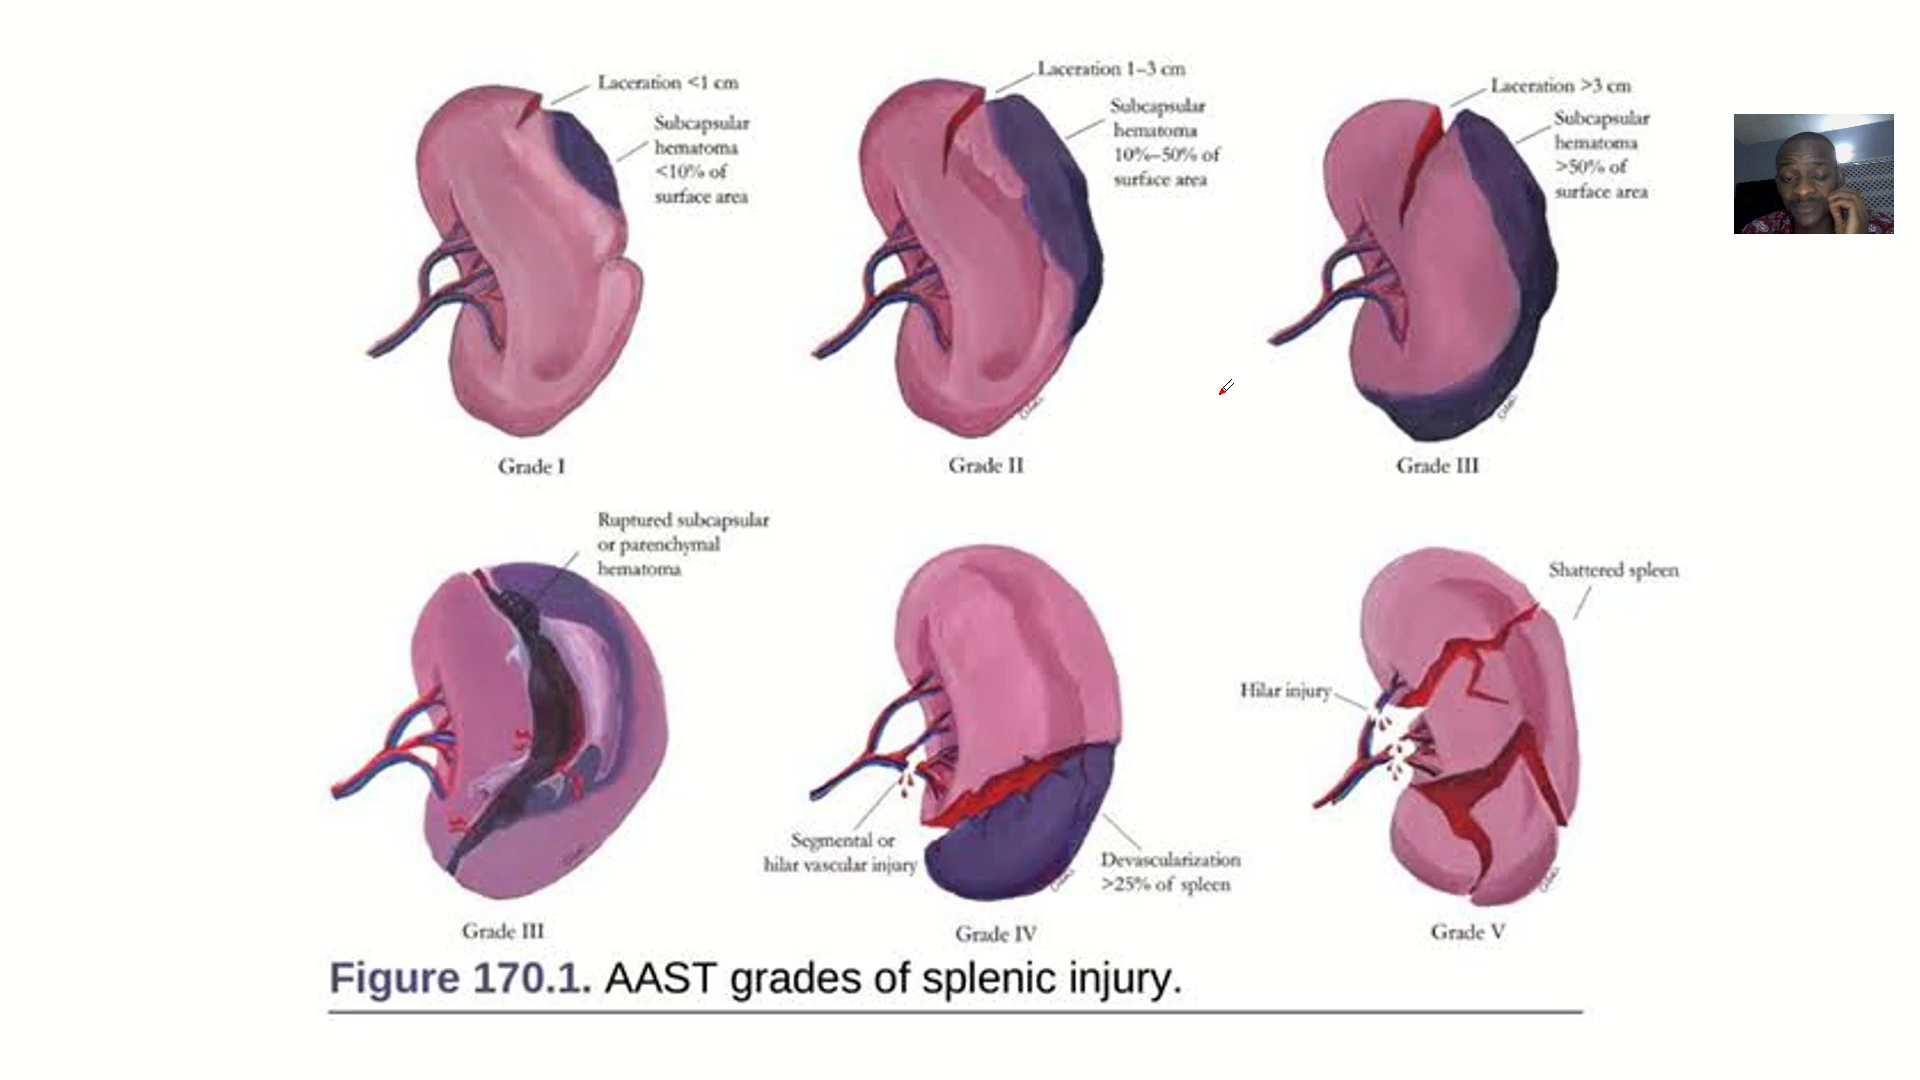 Laceration <1 cm
Subcapsular
hematoma
<10% of
surface area
Grade I
Laceration 1–3 cm
Subcapsular
hematoma
10%–50% of
surface area
Grade II
Laceration >3 cm
Subcapsular
hematoma
>50% of
surface area
Grade III
Ruptured subcapsular
or parenchymal
hematoma
Grade III
Segmental or
hilar vascular injury
Devascularization
>25% of spleen
Grade IV
Hilar injury
Shattered spleen
Grade V
Figure 170.1. AAST grades of splenic injury.